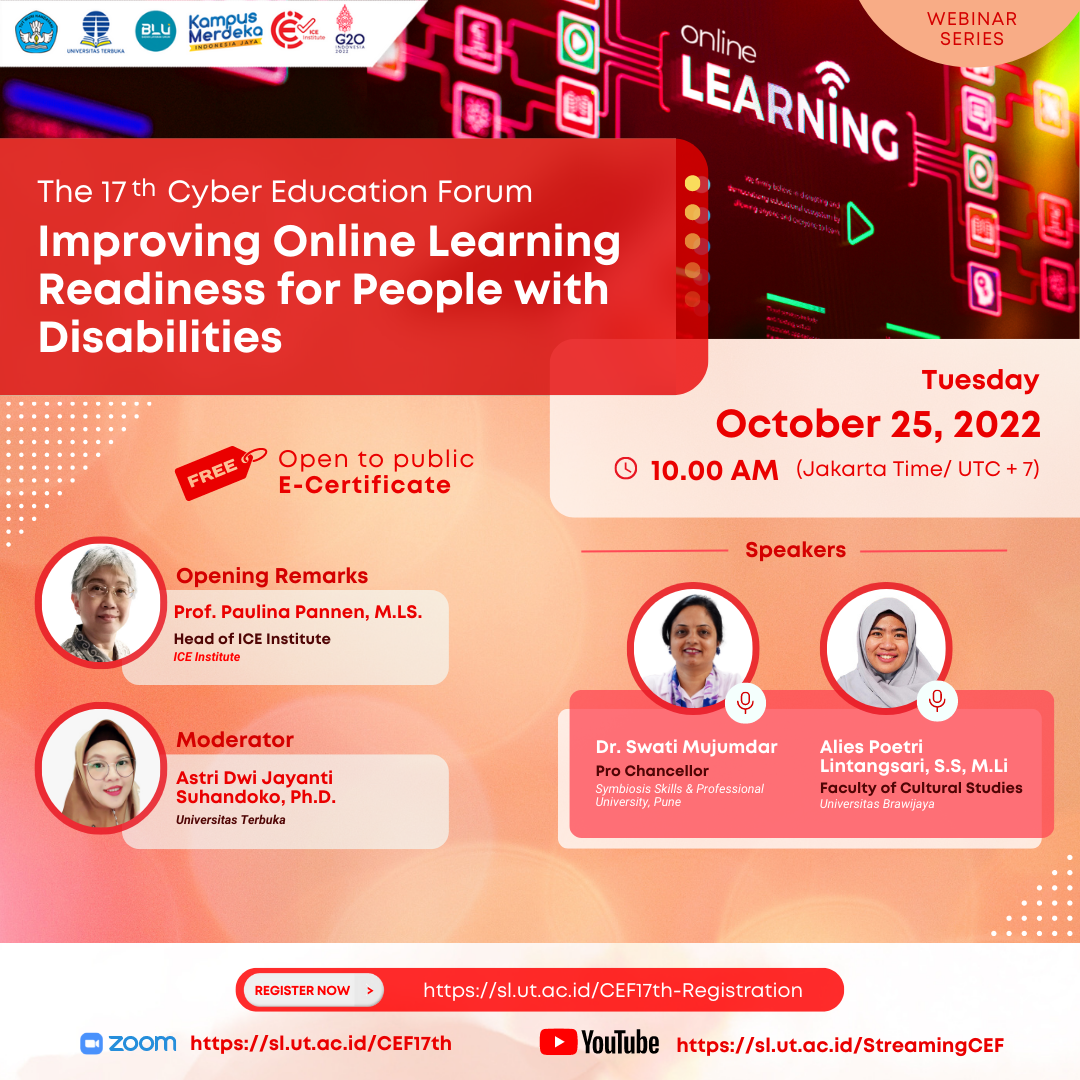 UNIVERSITAS TERBUKA
BLU
Kampus
Merdeka
INDONESIA JAYA
ICE
Institute
G20
INDONESIA
2022
WEBINAR
SERIES
online
LEARNING
The 17th Cyber Education Forum
Improving Online Learning
Readiness for People with
Disabilities
Tuesday
October 25, 2022
10.00 AM (Jakarta Time/ UTC + 7)
FREE
Open to public
E-Certificate
Opening Remarks
Prof. Paulina Pannen, M.LS.
Head of ICE Institute
ICE Institute
Moderator
Astri Dwi Jayanti
Suhandoko, Ph.D.
Universitas Terbuka
Speakers
Dr. Swati Mujumdar
Pro Chancellor
Symbiosis Skills & Professional
University, Pune
Alies Poetri
Lintangsari, S.S, M.Li
Faculty of Cultural Studies
Universitas Brawijaya
REGISTER NOW >
https://sl.ut.ac.id/CEF17th-Registration
zoom https://sl.ut.ac.id/CEF17th
YouTube https://sl.ut.ac.id/StreamingCEF